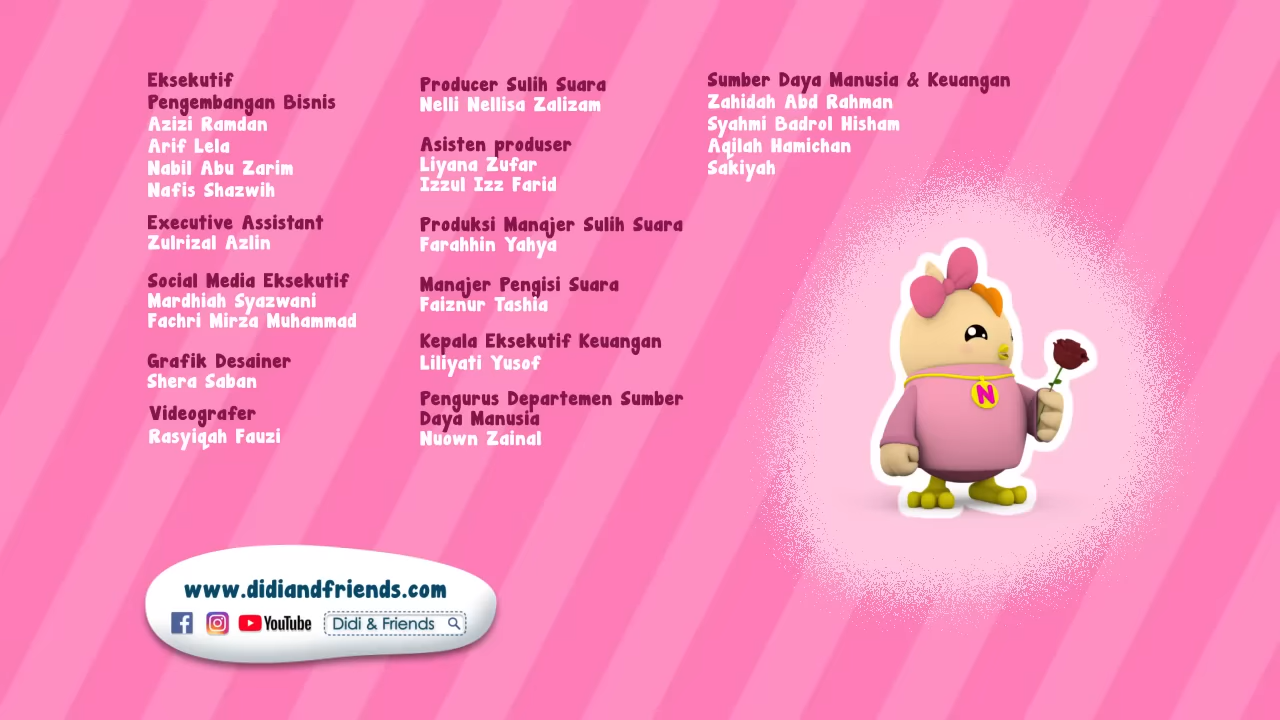 Eksekutif
Pengembangan Bisnis
Azizi Ramdan
Arif Lela
Nabil Abu Zarim
Nafis Shazwih
Executive Assistant
Zulrizal Azlin
Social Media Eksekutif
Mardhiah Syazwani
Fachri Mirza Muhammad
Grafik Desainer
Shera Saban
Videografer
Rasyiqah Fauzi
Producer Sulih Suara
Nelli Nellisa Zalizam
Asisten produser
Liyana Zufar
Izzul Izz Farid
Produksi Manajer Sulih Suara
Farahhin Yahya
Manajer Pengisi Suara
Faiznur Tashia
Kepala Eksekutif Keuangan
Liliyati Yusof
Pengurus Departemen Sumber
Daya Manusia
Nuown Zainal
Sumber Daya Manusia & Keuangan
Zahidah Abd Rahman
Syahmi Badrol Hisham
Aqilah Hamichan
Sakiyah
N
www.didiandfriends.com
YouTube
Didi & Friends